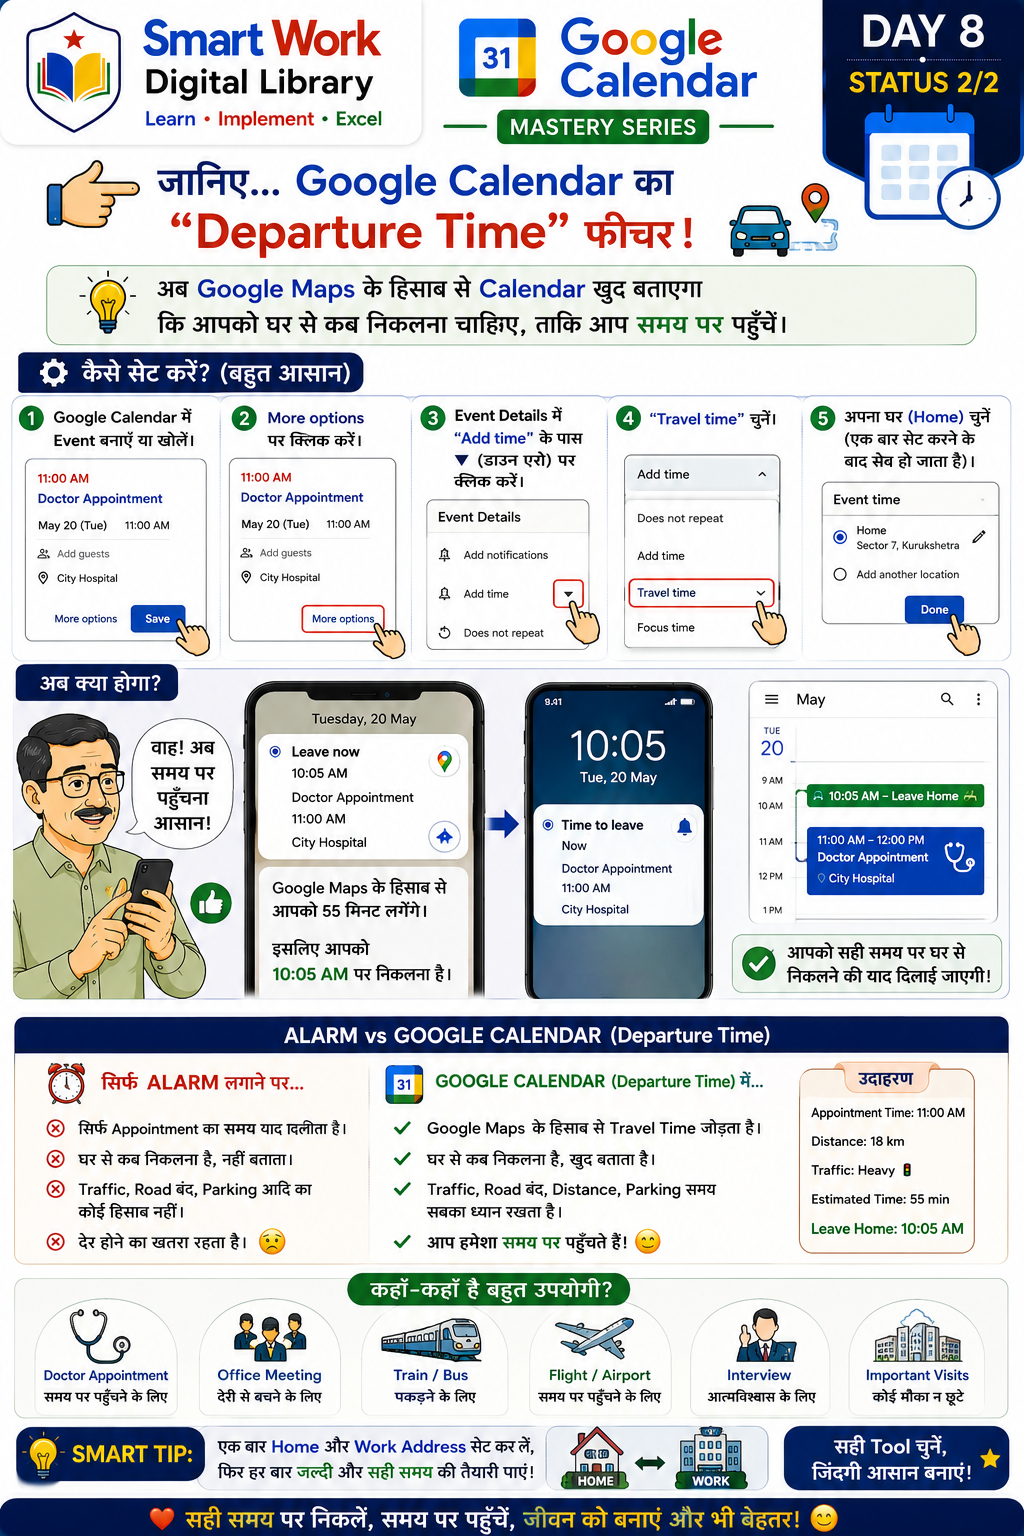 Smart Work
Digital Library
Learn • Implement • Excel
31
Google
Calendar
MASTERY SERIES
DAY 8
STATUS 2/2
जानिए... Google Calendar का
“Departure Time” फीचर !
अब Google Maps के हिसाब से Calendar खुद बताएगा
कि आपको घर से कब निकलना चाहिए, ताकि आप समय पर पहुँचें।
कैसे सेट करें? (बहुत आसान)
1 Google Calendar में
Event बनाएँ या खोलें।
11:00 AM
Doctor Appointment
May 20 (Tue) 11:00 AM
Add guests
City Hospital
More options Save
2 More options
पर क्लिक करें।
11:00 AM
Doctor Appointment
May 20 (Tue) 11:00 AM
Add guests
City Hospital
More options
3 Event Details में
“Add time” के पास
▼ (डाउन एरो) पर
क्लिक करें।
Event Details
Add notifications
Add time
Does not repeat
4 “Travel time” चुनें।
Add time
Does not repeat
Add time
Travel time
Focus time
5 अपना घर (Home) चुनें
(एक बार सेट करने के
बाद सेव हो जाता है)।
Event time
Home
Sector 7, Kurukshetra
Add another location
Done
अब क्या होगा?
वाह! अब
समय पर
पहुँचना
आसान!
Tuesday, 20 May
Leave now
10:05 AM
Doctor Appointment
11:00 AM
City Hospital
Google Maps के हिसाब से
आपको 55 मिनट लगेंगे।
इसलिए आपको
10:05 AM पर निकलना है।
9:41
10:05
Tue, 20 May
Time to leave
Now
Doctor Appointment
11:00 AM
City Hospital
May
TUE
20
9 AM
10:05 AM – Leave Home
10 AM
11 AM
11:00 AM – 12:00 PM
Doctor Appointment
City Hospital
12 PM
1 PM
आपको सही समय पर घर से
निकलने की याद दिलाई जाएगी!
ALARM vs GOOGLE CALENDAR (Departure Time)
सिर्फ ALARM लगाने पर...
सिर्फ Appointment का समय याद दिलाता है।
घर से कब निकलना है, नहीं बताता।
Traffic, Road बंद, Parking आदि का
कोई हिसाब नहीं।
देर होने का खतरा रहता है।
31
GOOGLE CALENDAR (Departure Time) में...
Google Maps के हिसाब से Travel Time जोड़ता है।
घर से कब निकलना है, खुद बताता है।
Traffic, Road बंद, Distance, Parking समय
सबका ध्यान रखता है।
आप हमेशा समय पर पहुँचते हैं!
उदाहरण
Appointment Time: 11:00 AM
Distance: 18 km
Traffic: Heavy
Estimated Time: 55 min
Leave Home: 10:05 AM
कहाँ-कहाँ है बहुत उपयोगी?
Doctor Appointment
समय पर पहुँचने के लिए
Office Meeting
देरी से बचने के लिए
Train / Bus
पकड़ने के लिए
Flight / Airport
समय पर पहुँचने के लिए
Interview
आत्मविश्वास के लिए
Important Visits
कोई मौका न छूटे
SMART TIP:
एक बार Home और Work Address सेट कर लें,
फिर हर बार जल्दी और सही समय की तैयारी पाएं!
HOME
WORK
सही Tool चुनें,
जिंदगी आसान बनाएं!
सही समय पर निकलें, समय पर पहुँचें, जीवन को बनाएं और भी बेहतर!